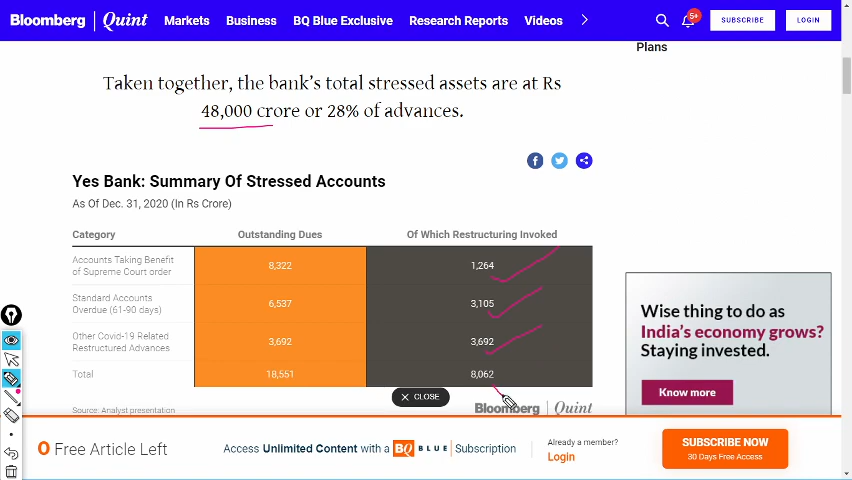 Bloomberg | Quint Markets Business BQ Blue Exclusive Research Reports Videos 5+ SUBSCRIBE LOGIN
Plans
Taken together, the bank's total stressed assets are at Rs
48,000 crore or 28% of advances.
Yes Bank: Summary Of Stressed Accounts
As Of Dec. 31, 2020 (In Rs Crore)
Category Outstanding Dues Of Which Restructuring Invoked
Accounts Taking Benefit
of Supreme Court order 8,322 1,264
Standard Accounts
Overdue (61-90 days) 6,537 3,105
Other Covid-19 Related
Restructured Advances 3,692 3,692
Total 18,551 8,062
Source: Analyst presentation
Bloomberg | Quint
CLOSE
Wise thing to do as
India's economy grows?
Staying invested.
Know more
0 Free Article Left
Access Unlimited Content with a BQ BLUE Subscription
Already a member?
Login
SUBSCRIBE NOW
30 Days Free Access